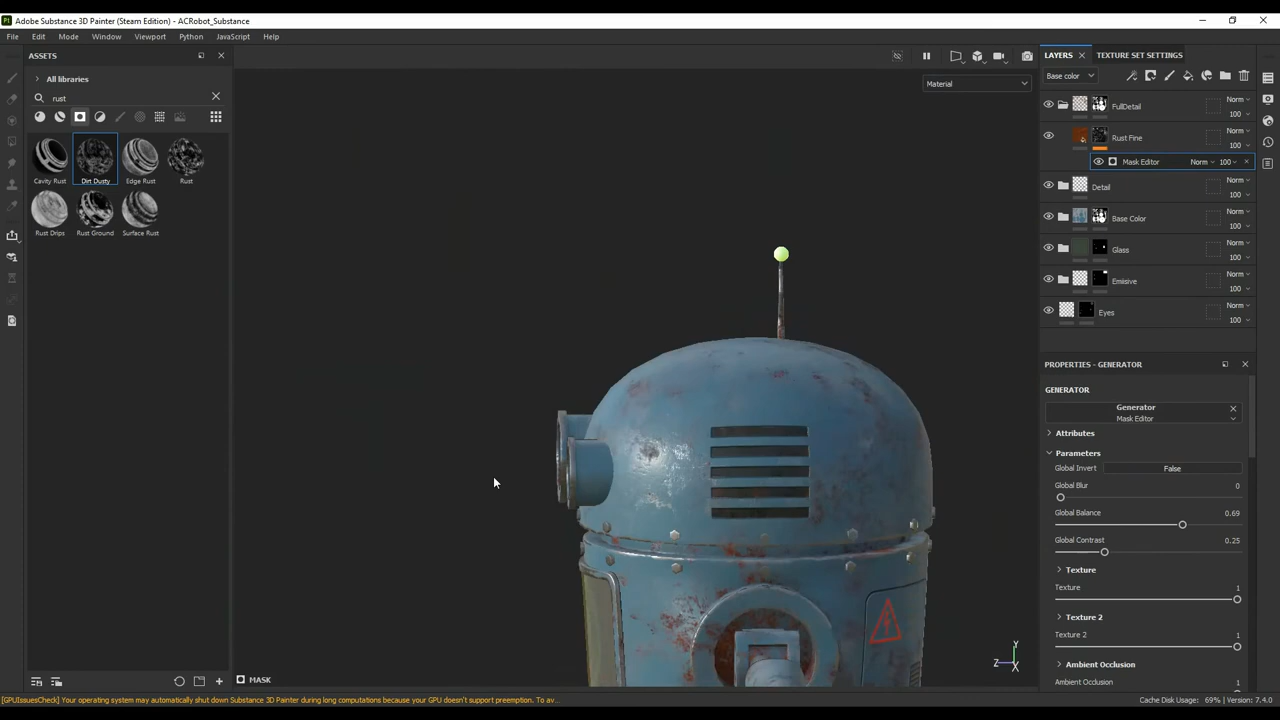 Pt Adobe Substance 3D Painter (Steam Edition) - ACRobot_Substance
File Edit Mode Window Viewport Python JavaScript Help
ASSETS
All libraries
rust
Cavity Rust Dirt Dusty Edge Rust Rust
Rust Drips Rust Ground Surface Rust
Material
Y
Z X
MASK
LAYERS TEXTURE SET SETTINGS
Base color
FullDetail Norm
100
Rust Fine Norm
100
Mask Editor Norm 100
Detail Norm
100
Base Color Norm
100
Glass Norm
100
Emiisive Norm
100
Eyes Norm
100
PROPERTIES - GENERATOR
GENERATOR
Generator
Mask Editor
Attributes
Parameters
Global Invert False
Global Blur 0
Global Balance 0.69
Global Contrast 0.25
Texture
Texture 1
Texture 2
Texture 2 1
Ambient Occlusion
Ambient Occlusion 1
[GPUIssuesCheck] Your operating system may automatically shut down Substance 3D Painter during long computations because your GPU doesn't support preemption. To av...
Cache Disk Usage: 69% | Version: 7.4.0